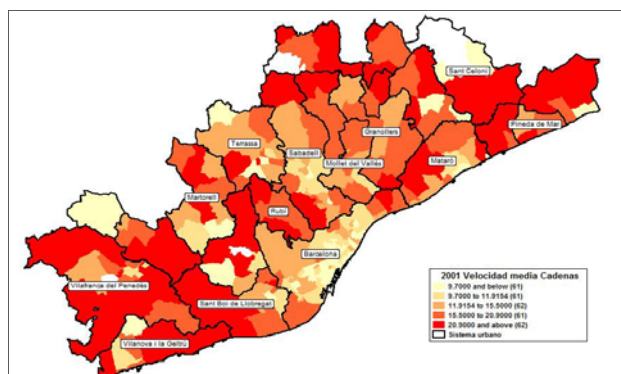 Sant Celoni
Pineda de Mar
Granollers
Terrassa
Sabadell
Mollet del Vallès
Mataró
Martorell
Rubí
Barcelona
Vilafranca del Penedès
Sant Boi de Llobregat
Vilanova i la Geltrú
2001 Velocidad media Cadenas
9.7000 and below (61)
9.7000 to 11.9154 (61)
11.9154 to 15.5000 (62)
15.5000 to 20.9000 (61)
20.9000 and above (62)
Sistema urbano